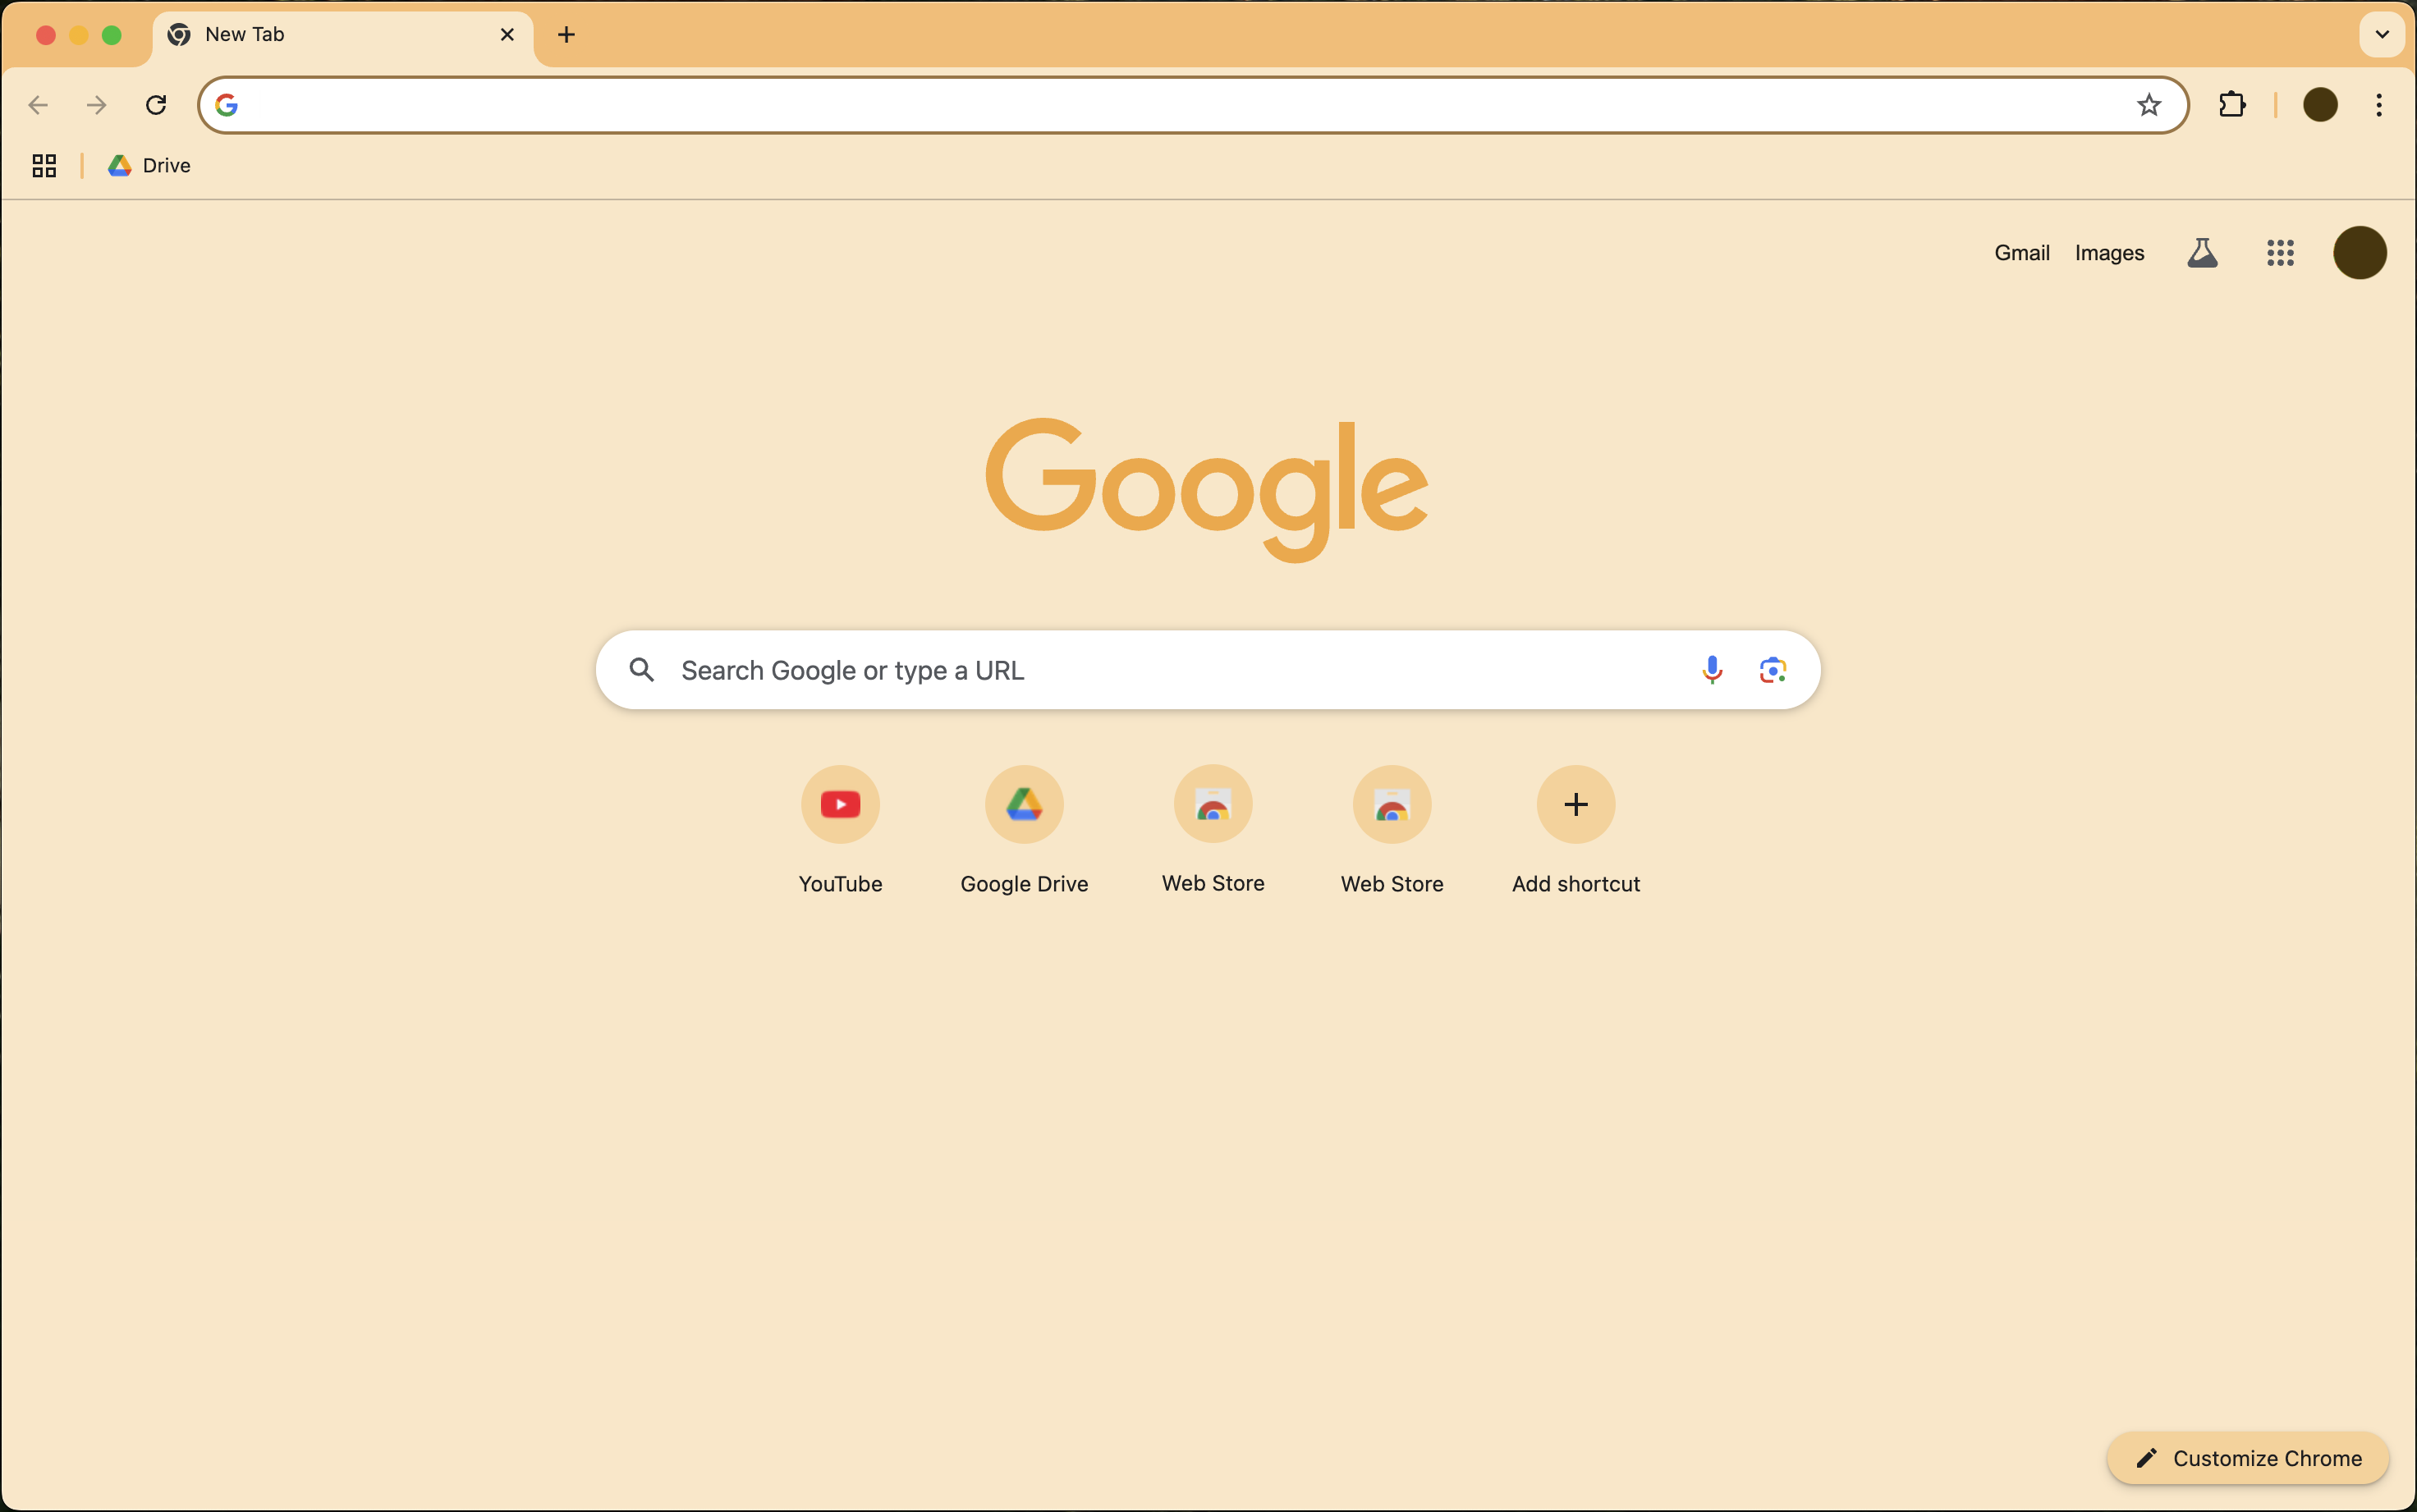 New Tab
Drive
Gmail Images
Google
Search Google or type a URL
YouTube Google Drive Web Store Web Store Add shortcut
Customize Chrome